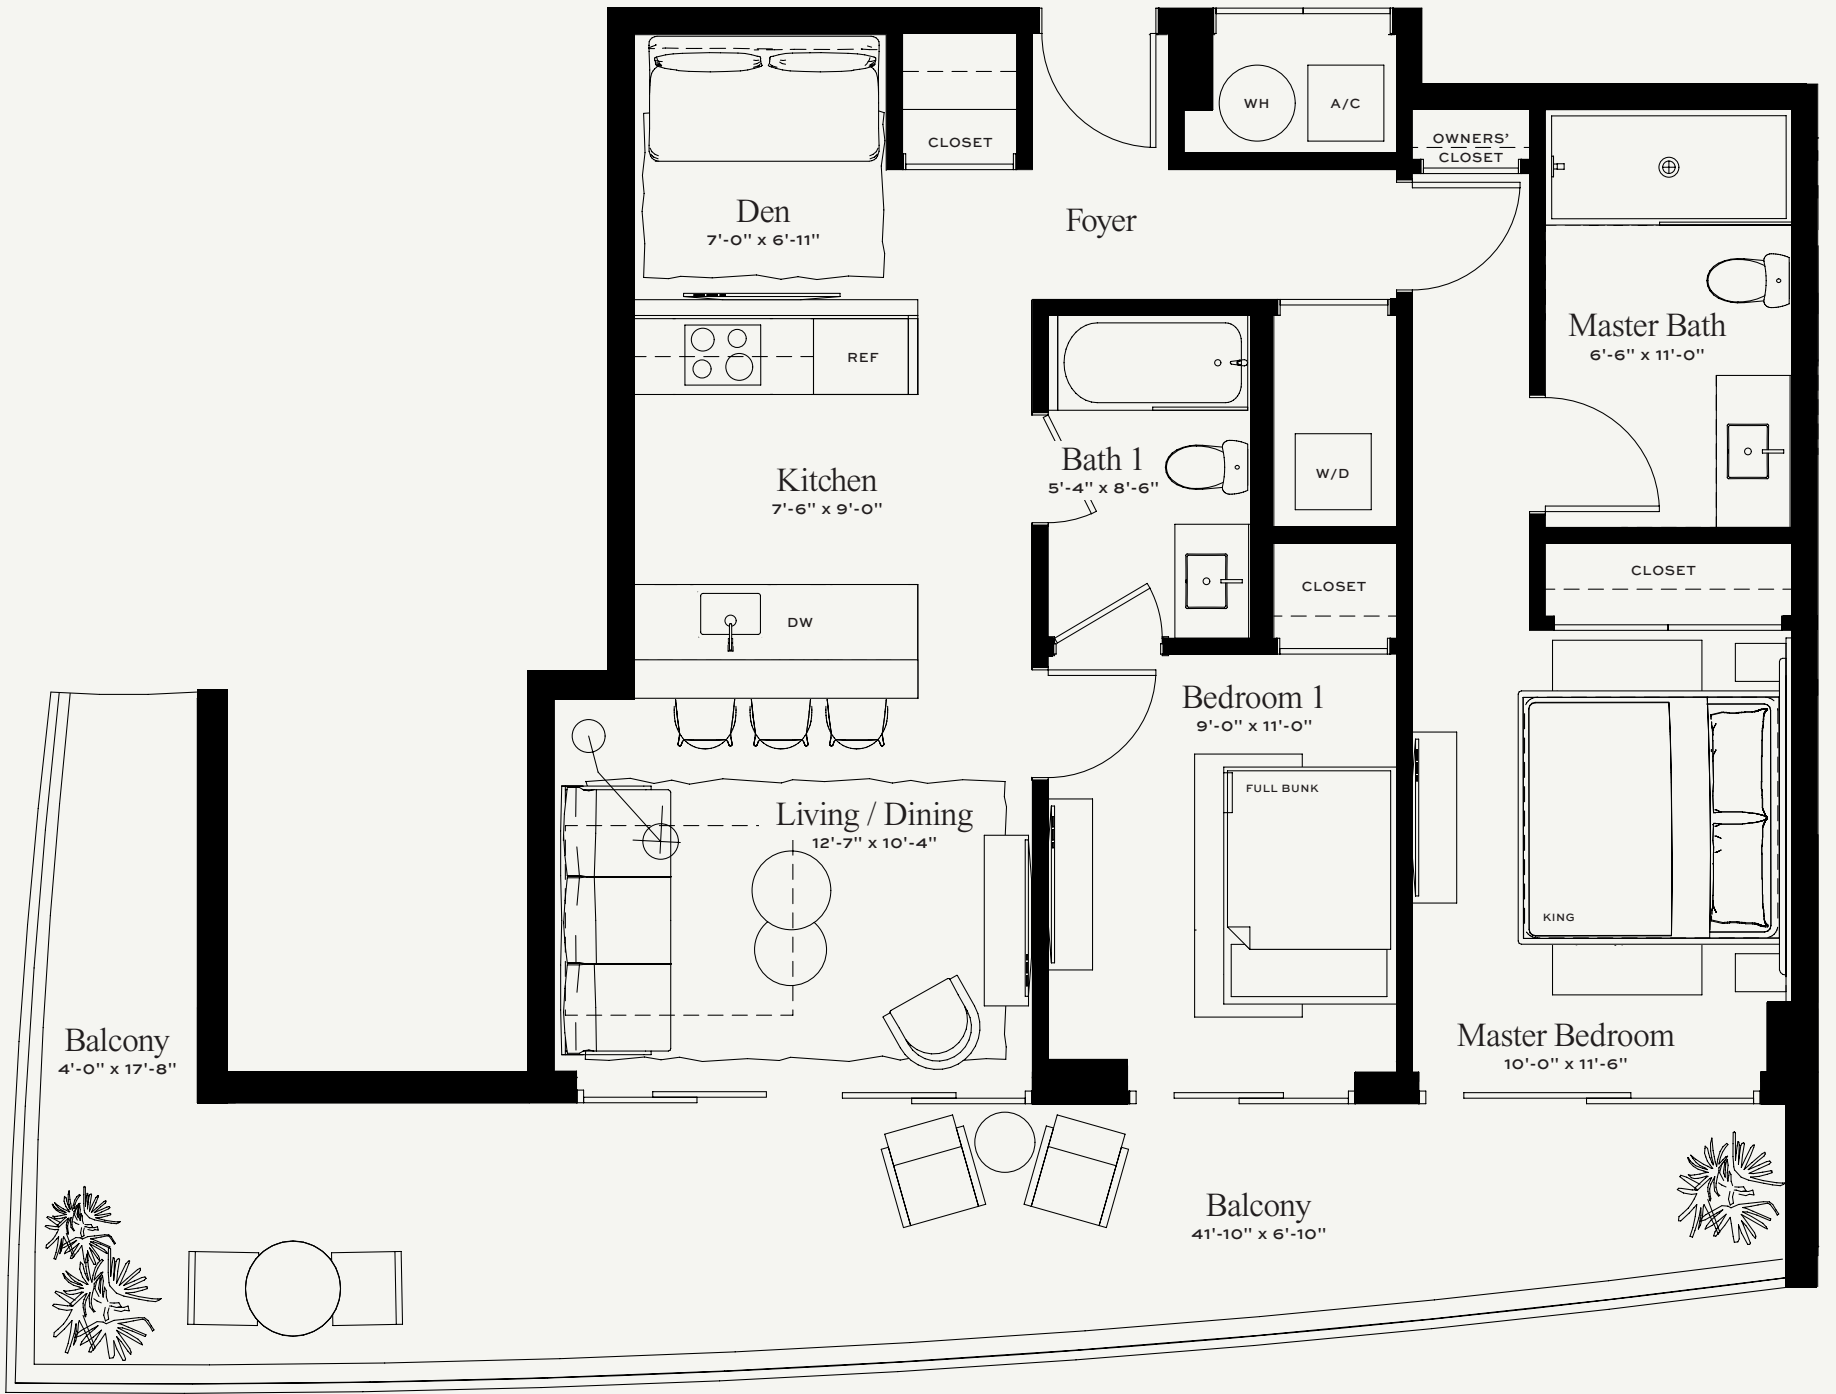 WH
A/C
CLOSET
OWNERS'
CLOSET
Den
7'-0" x 6'-11"
Foyer
Master Bath
6'-6" x 11'-0"
REF
Bath 1
5'-4" x 8'-6"
W/D
Kitchen
7'-6" x 9'-0"
CLOSET
CLOSET
DW
Bedroom 1
9'-0" x 11'-0"
FULL BUNK
Living / Dining
12'-7" x 10'-4"
KING
Balcony
4'-0" x 17'-8"
Master Bedroom
10'-0" x 11'-6"
Balcony
41'-10" x 6'-10"